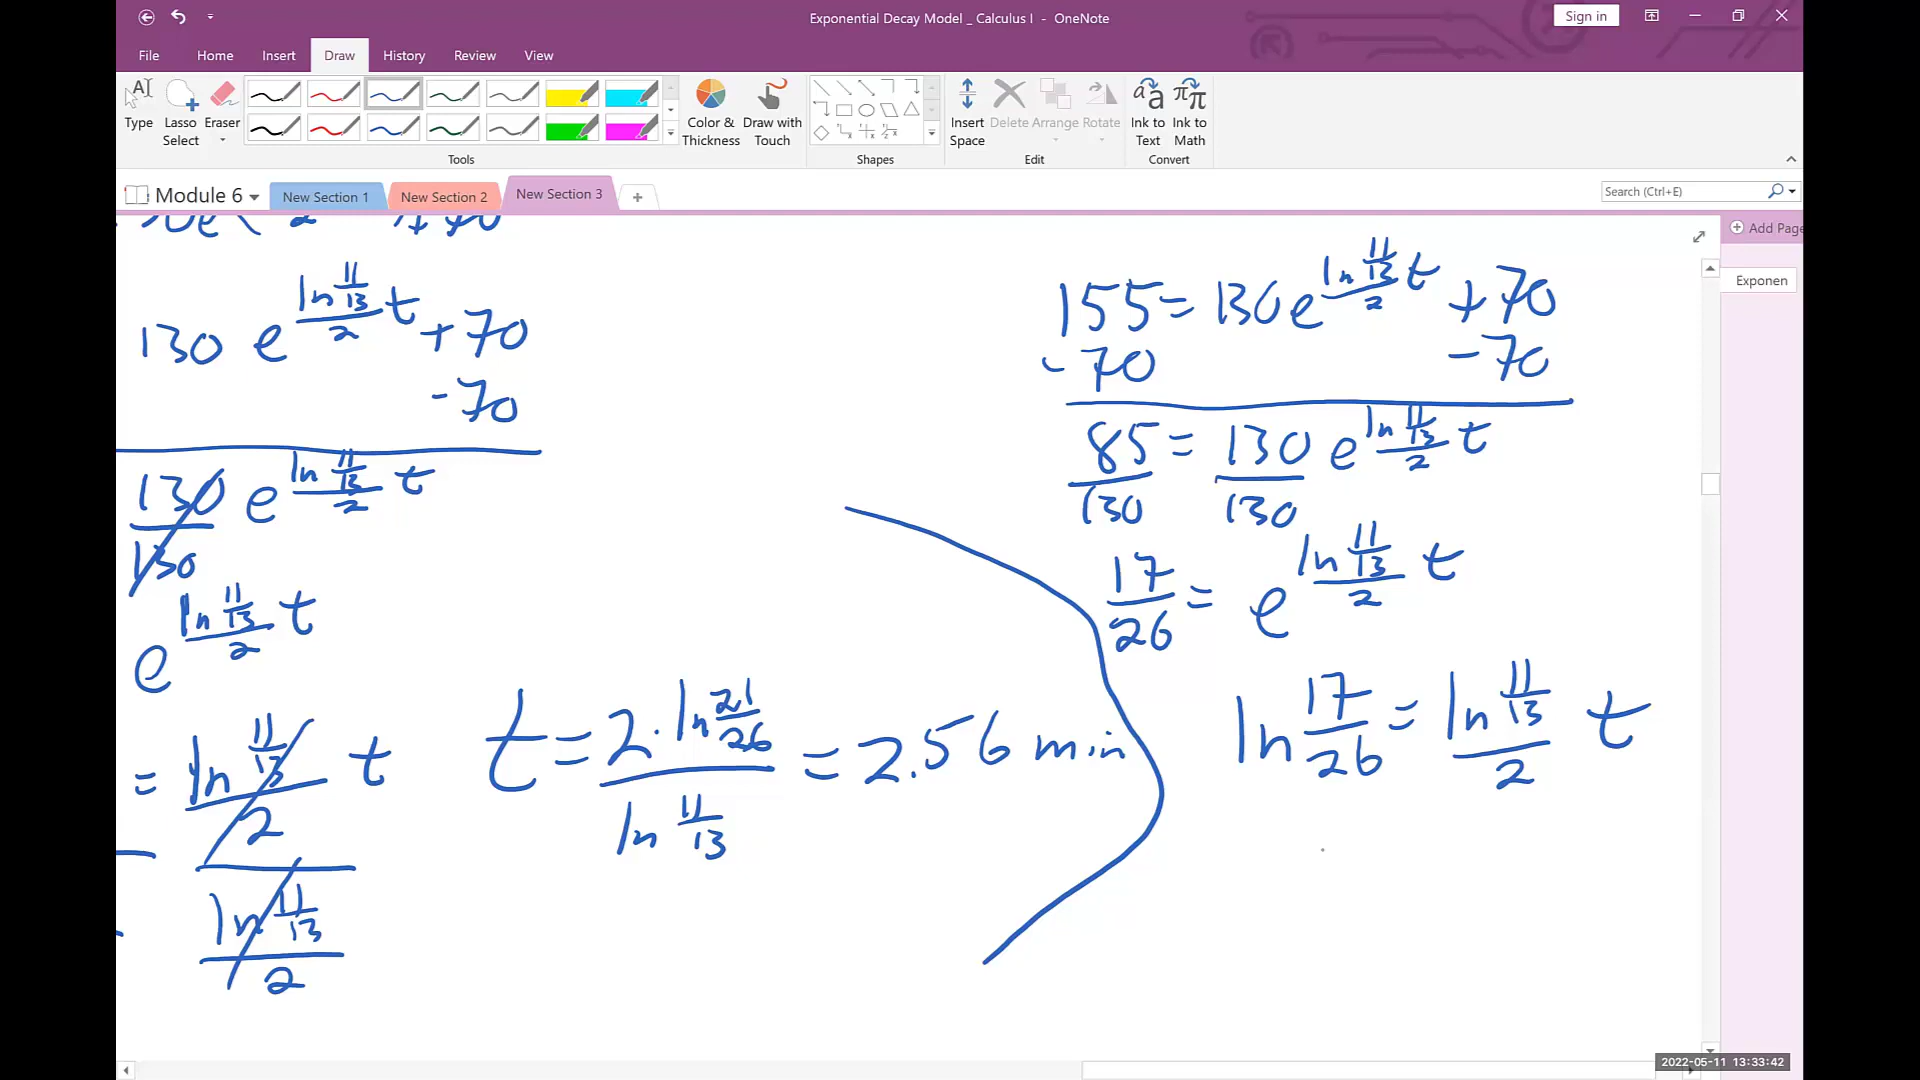 Exponential Decay Model _ Calculus I - OneNote
Sign in
File Home Insert Draw History Review View
Type
Lasso Select
Eraser
Color & Thickness
Draw with Touch
Insert Space
Delete Arrange Rotate
Ink to Text
Ink to Math
Tools Shapes Edit Convert
Module 6 New Section 1 New Section 2 New Section 3
Search (Ctrl+E)
Add Page
Exponen
130 e^((ln 11/13)/2 t) + 70
- 70
130/130 e^((ln 11/13)/2 t)
e^((ln 11/13)/2 t)
= (ln 11/13)/2 t
(ln 11/13)/2
t = (2 · ln 21/26)/(ln 11/13) = 2.56 min
155 = 130e^((ln 11/13)/2 t) + 70
- 70 - 70
85/130 = 130/130 e^((ln 11/13)/2 t)
17/26 = e^((ln 11/13)/2 t)
ln 17/26 = (ln 11/13)/2 t
2022-05-11 13:33:42